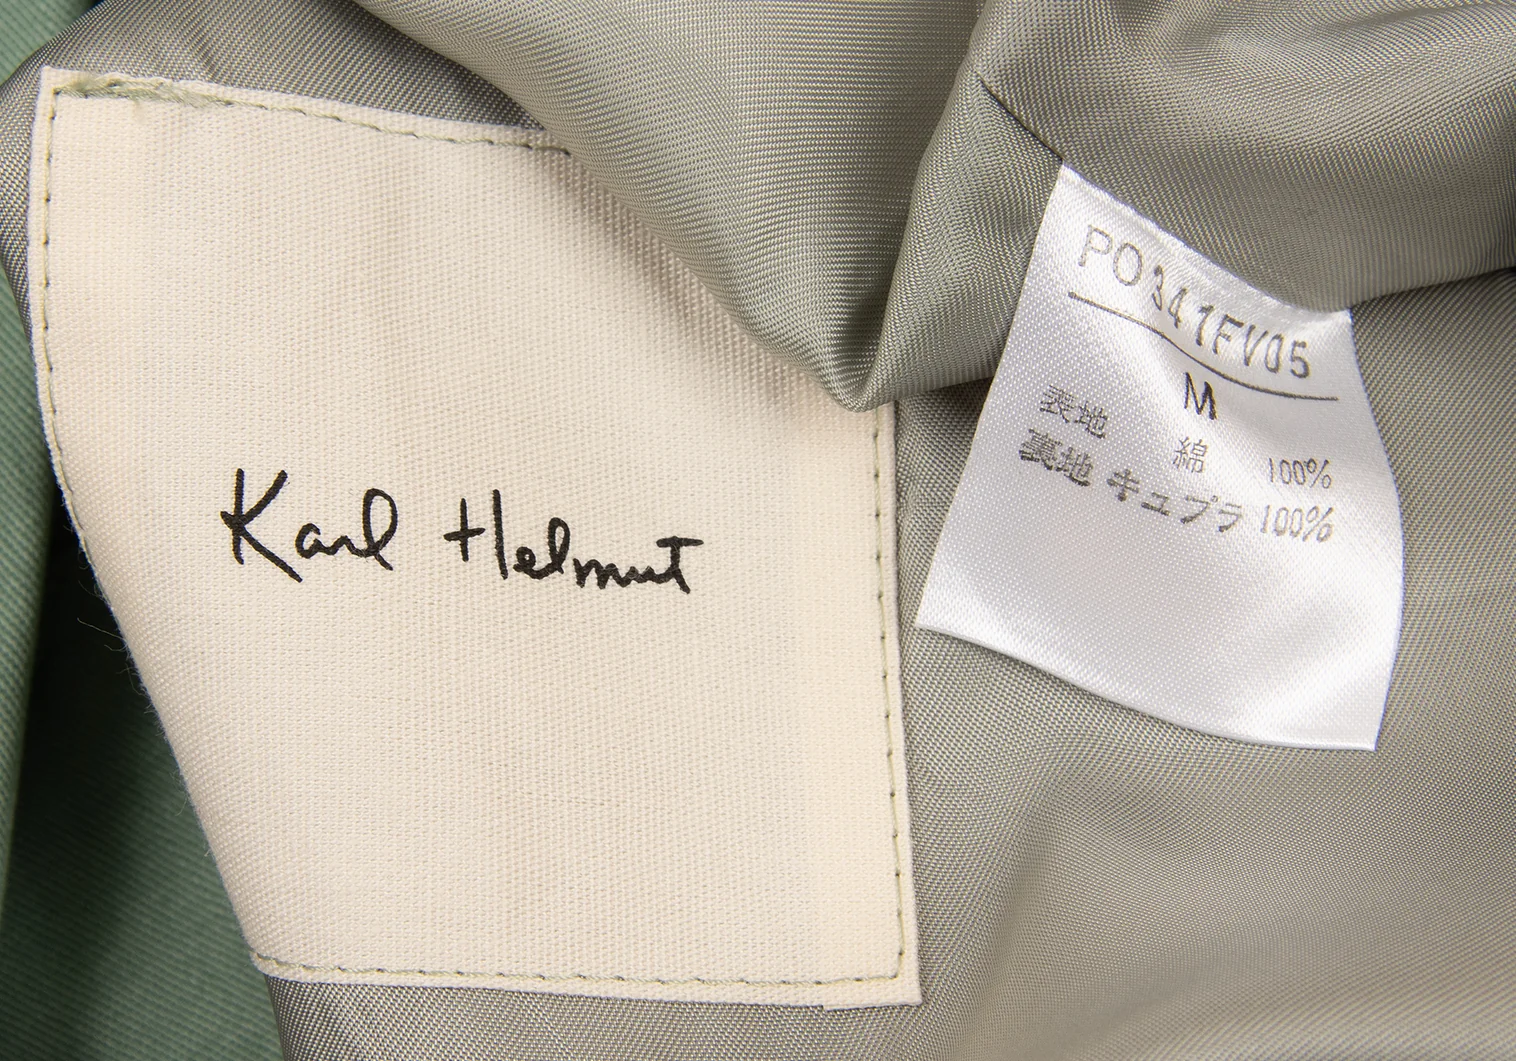 Karl Helmut
PO341FV05
M
表地 綿 100%
裏地 キュプラ 100%